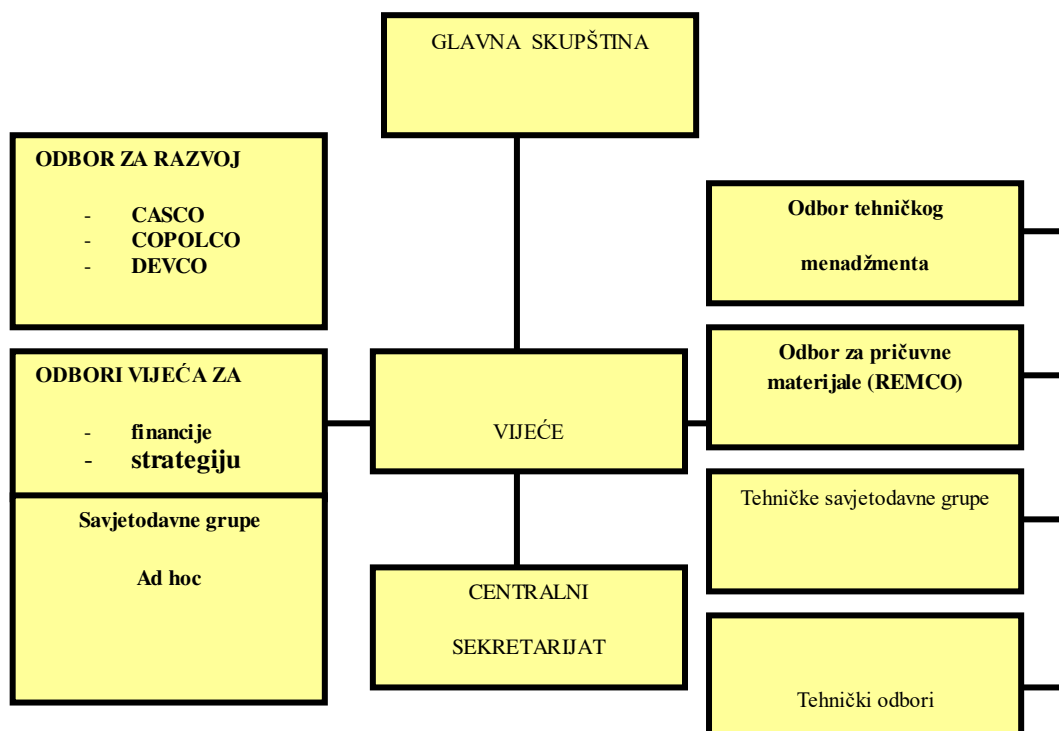 GLAVNA SKUPŠTINA
ODBOR ZA RAZVOJ
- CASCO
- COPOLCO
- DEVCO
ODBORI VIJEĆA ZA
- financije
- strategiju
Savjetodavne grupe
Ad hoc
VIJEĆE
CENTRALNI
SEKRETARIJAT
Odbor tehničkog
menadžmenta
Odbor za pričuvne
materijale (REMCO)
Tehničke savjetodavne grupe
Tehnički odbori